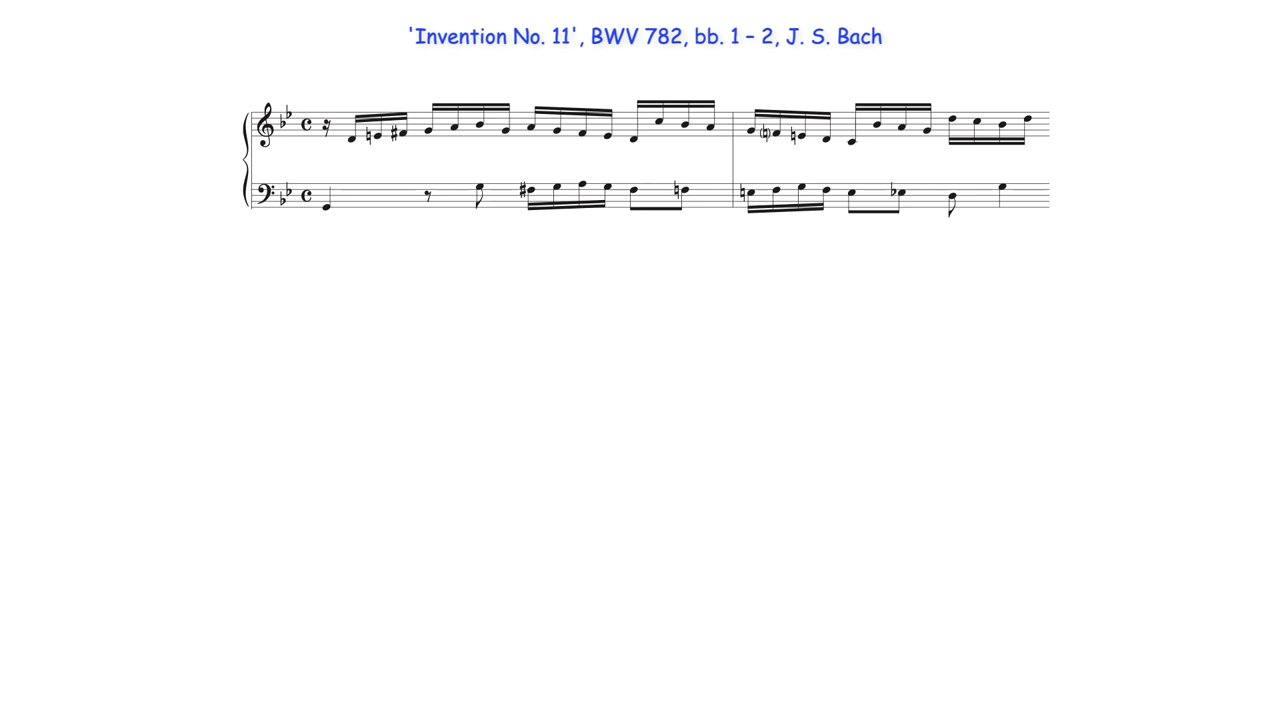 'Invention No. 11', BWV 782, bb. 1 – 2, J. S. Bach